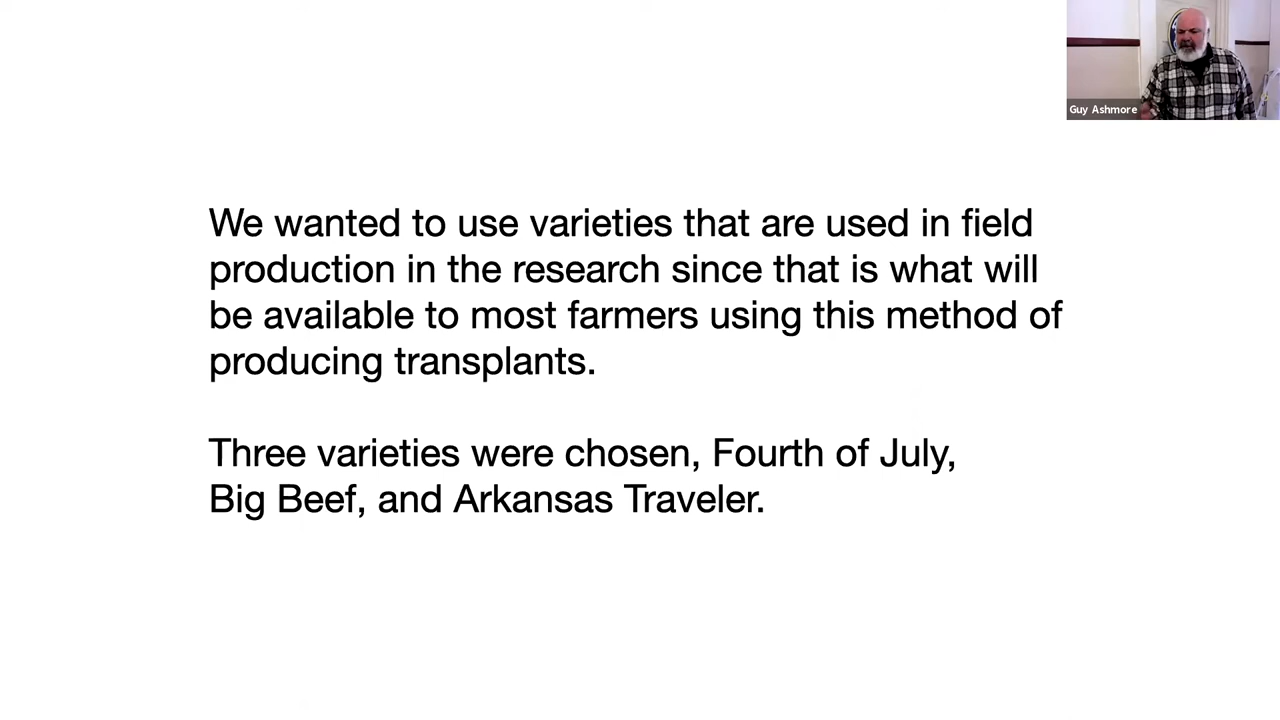 Guy Ashmore
We wanted to use varieties that are used in field
production in the research since that is what will
be available to most farmers using this method of
producing transplants.
Three varieties were chosen, Fourth of July,
Big Beef, and Arkansas Traveler.